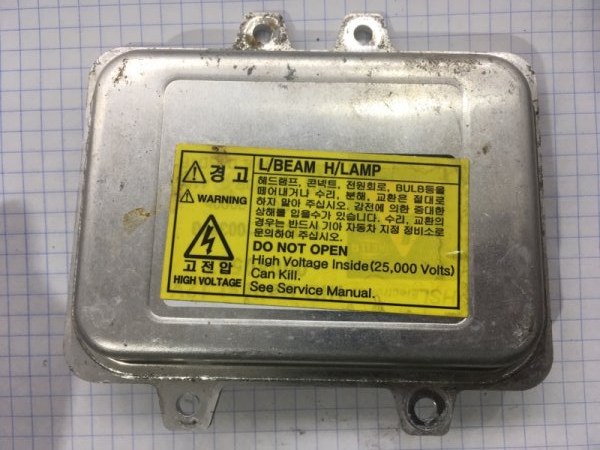 경고
WARNING
고전압
HIGH VOLTAGE
L/BEAM H/LAMP
헤드램프, 콘넥트, 전원회로, BULB등을
떼어내거나 수리, 분해, 교환은 절대로
하지 말아 주십시오. 감전에 의한 중대한
상해를 입을수가 있습니다. 수리, 교환의
경우는 반드시 기아 자동차 지정 정비소로
문의하여 주십시오.
DO NOT OPEN
High Voltage Inside(25,000 Volts)
Can Kill.
See Service Manual.